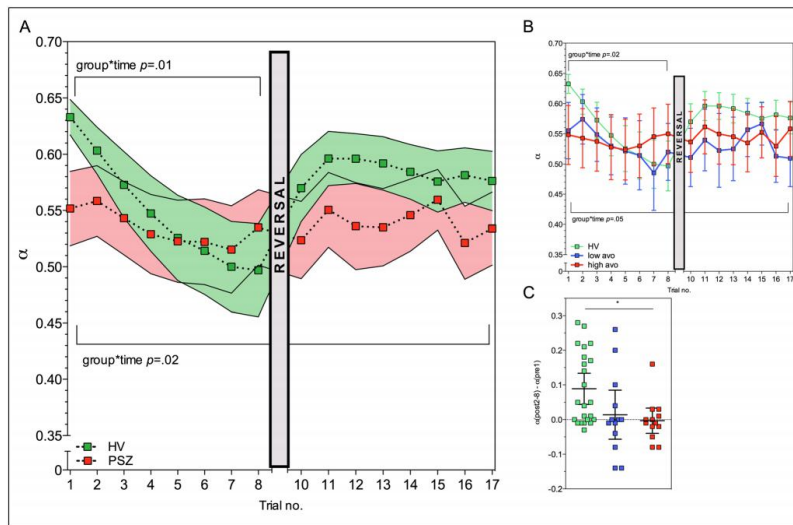 A
0.70
group*time p=.01
0.65
0.60
α
0.55
0.50
0.45
group*time p=.02
0.40
0.35
0
REVERSAL
HV
PSZ
1 2 3 4 5 6 7 8 10 11 12 13 14 15 16 17
Trial no.
B
0.70
group*time p=.02
0.65
0.60
α
0.55
0.50
0.45
0.40
group*time p=.05
0.35
0
REVERSAL
HV
low avo
high avo
1 2 3 4 5 6 7 8 10 11 12 13 14 15 16 17
Trial no.
C
*
0.3
0.2
0.1
0.0
-0.1
-0.2
α(post2-8) - α(pre1)